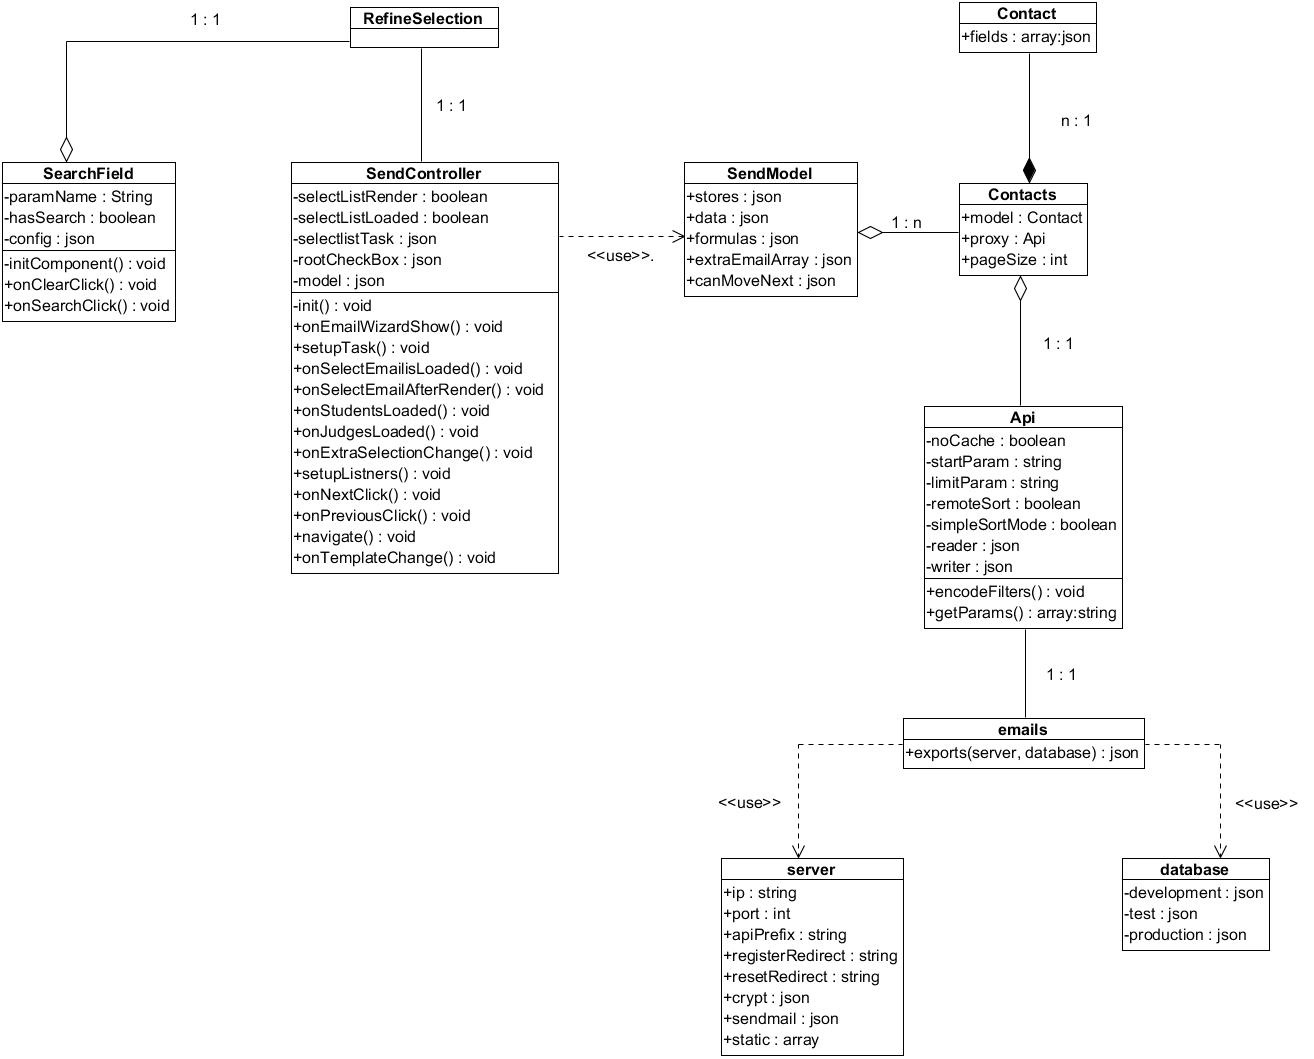 1 : 1
RefineSelection
1 : 1
SearchField
-paramName : String
-hasSearch : boolean
-config : json
-initComponent() : void
+onClearClick() : void
+onSearchClick() : void
SendController
-selectListRender : boolean
-selectListLoaded : boolean
-selectlistTask : json
-rootCheckBox : json
-model : json
-init() : void
+onEmailWizardShow() : void
+setupTask() : void
+onSelectEmailisLoaded() : void
+onSelectEmailAfterRender() : void
+onStudentsLoaded() : void
+onJudgesLoaded() : void
+onExtraSelectionChange() : void
+setupListners() : void
+onNextClick() : void
+onPreviousClick() : void
+navigate() : void
+onTemplateChange() : void
<<use>>.
SendModel
+stores : json
+data : json
+formulas : json
+extraEmailArray : json
+canMoveNext : json
1 : n
Contact
+fields : array:json
n : 1
Contacts
+model : Contact
+proxy : Api
+pageSize : int
1 : 1
Api
-noCache : boolean
-startParam : string
-limitParam : string
-remoteSort : boolean
-simpleSortMode : boolean
-reader : json
-writer : json
+encodeFilters() : void
+getParams() : array:string
1 : 1
emails
+exports(server, database) : json
<<use>>
<<use>>
server
+ip : string
+port : int
+apiPrefix : string
+registerRedirect : string
+resetRedirect : string
+crypt : json
+sendmail : json
+static : array
database
-development : json
-test : json
-production : json